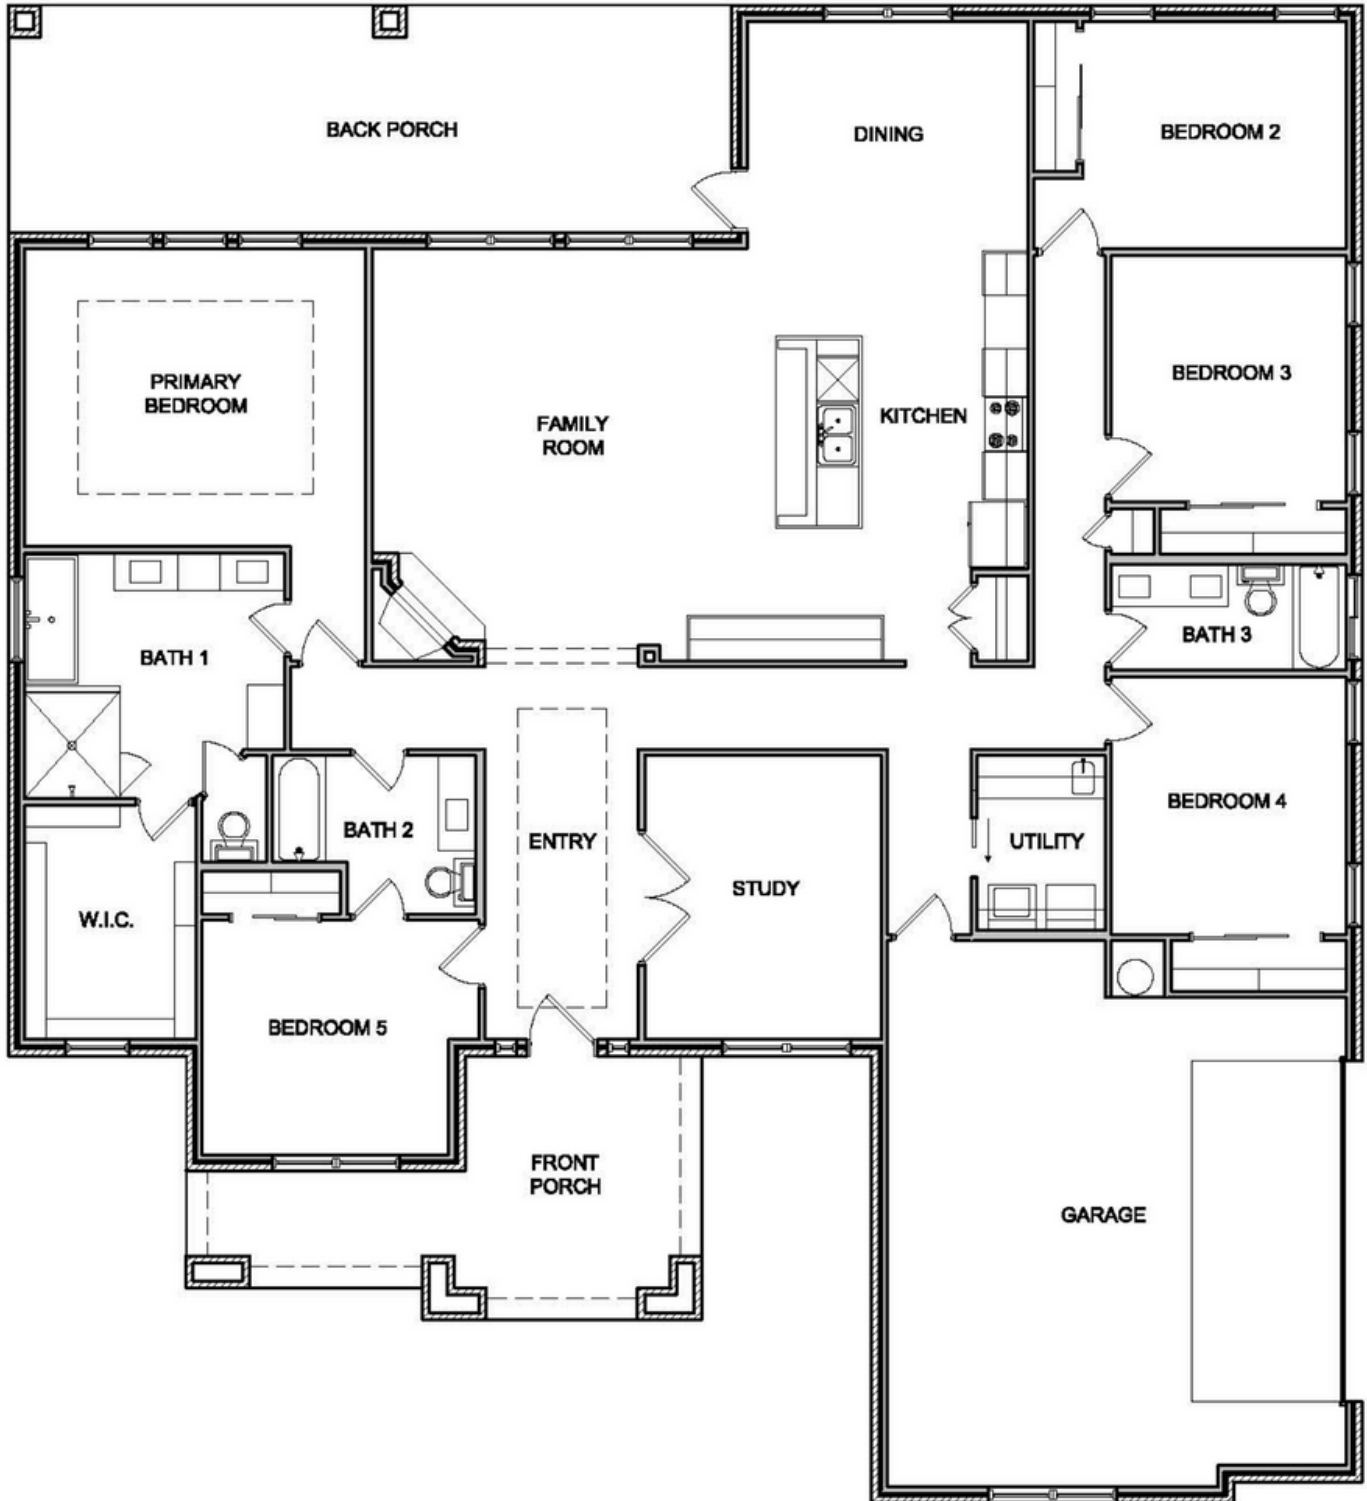 BACK PORCH
DINING
BEDROOM 2
PRIMARY
BEDROOM
FAMILY
ROOM
KITCHEN
BEDROOM 3
BATH 1
BATH 3
BATH 2
ENTRY
STUDY
UTILITY
BEDROOM 4
W.I.C.
BEDROOM 5
FRONT
PORCH
GARAGE